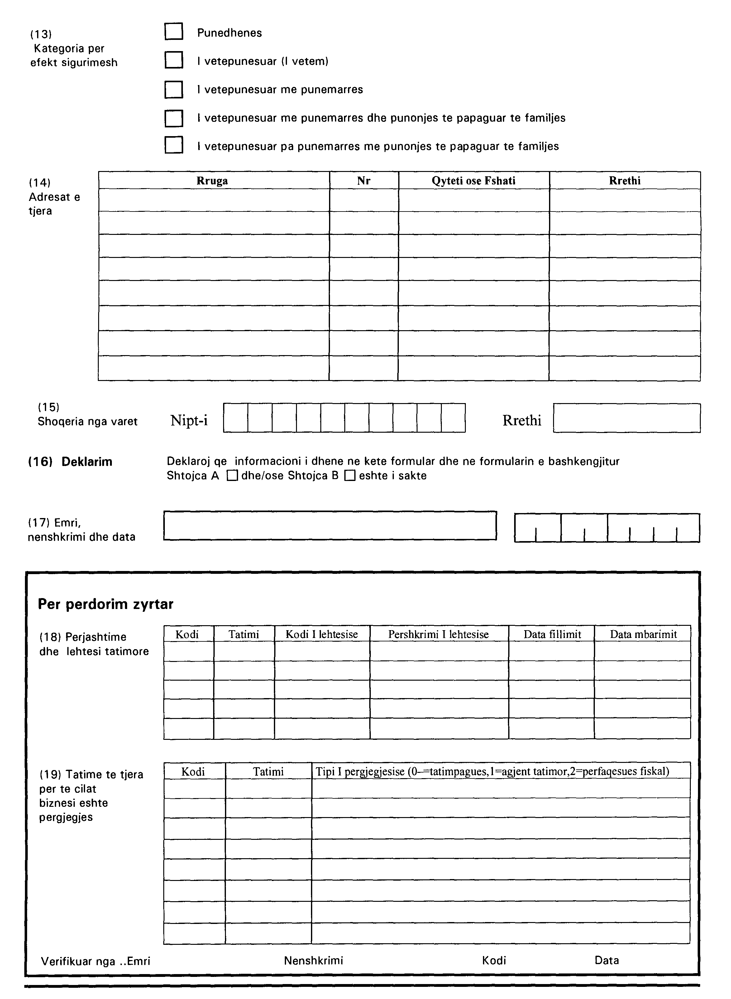 (13)
Kategoria per
efekt sigurimesh
Punedhenes
I vetepunesuar (I vetem)
I vetepunesuar me punemarres
I vetepunesuar me punemarres dhe punonjes te papaguar te familjes
I vetepunesuar pa punemarres me punonjes te papaguar te familjes
(14)
Adresat e
tjera
Rruga Nr Qyteti ose Fshati Rrethi
(15)
Shoqeria nga varet Nipt-i Rrethi
(16) Deklarim Deklaroj qe informacioni i dhene ne kete formular dhe ne formularin e bashkengjitur
Shtojca A dhe/ose Shtojca B eshte i sakte
(17) Emri,
nenshkrimi dhe data
Per perdorim zyrtar
(18) Perjashtime
dhe lehtesi tatimore
Kodi Tatimi Kodi I lehtesise Pershkrimi I lehtesise Data fillimit Data mbarimit
(19) Tatime te tjera
per te cilat
biznesi eshte
pergjegjes
Kodi Tatimi Tipi I pergjegjesise (0-=tatimpagues,1=agjent tatimor,2=perfaqesues fiskal)
Verifikuar nga ..Emri Nenshkrimi Kodi Data